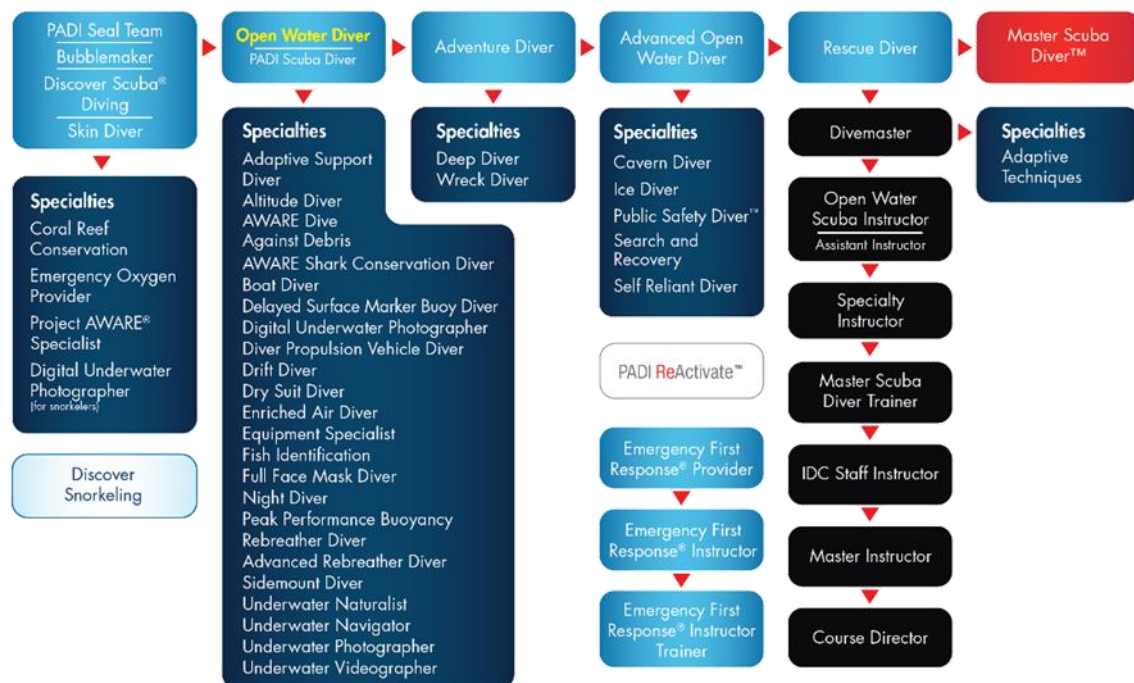 PADI Seal Team
Bubblemaker
Discover Scuba®
Diving
Skin Diver
Specialties
Coral Reef
Conservation
Emergency Oxygen
Provider
Project AWARE®
Specialist
Digital Underwater
Photographer
(for snorkelers)
Discover
Snorkeling
Open Water Diver
PADI Scuba Diver
Specialties
Adaptive Support
Diver
Altitude Diver
AWARE Dive
Against Debris
AWARE Shark Conservation Diver
Boat Diver
Delayed Surface Marker Buoy Diver
Digital Underwater Photographer
Diver Propulsion Vehicle Diver
Drift Diver
Dry Suit Diver
Enriched Air Diver
Equipment Specialist
Fish Identification
Full Face Mask Diver
Night Diver
Peak Performance Buoyancy
Rebreather Diver
Advanced Rebreather Diver
Sidemount Diver
Underwater Naturalist
Underwater Navigator
Underwater Photographer
Underwater Videographer
Adventure Diver
Specialties
Deep Diver
Wreck Diver
Advanced Open
Water Diver
Specialties
Cavern Diver
Ice Diver
Public Safety Diver™
Search and
Recovery
Self Reliant Diver
PADI ReActivate™
Emergency First
Response® Provider
Emergency First
Response® Instructor
Emergency First
Response® Instructor
Trainer
Rescue Diver
Divemaster
Open Water
Scuba Instructor
Assistant Instructor
Specialty
Instructor
Master Scuba
Diver Trainer
IDC Staff Instructor
Master Instructor
Course Director
Master Scuba
Diver™
Specialties
Adaptive
Techniques